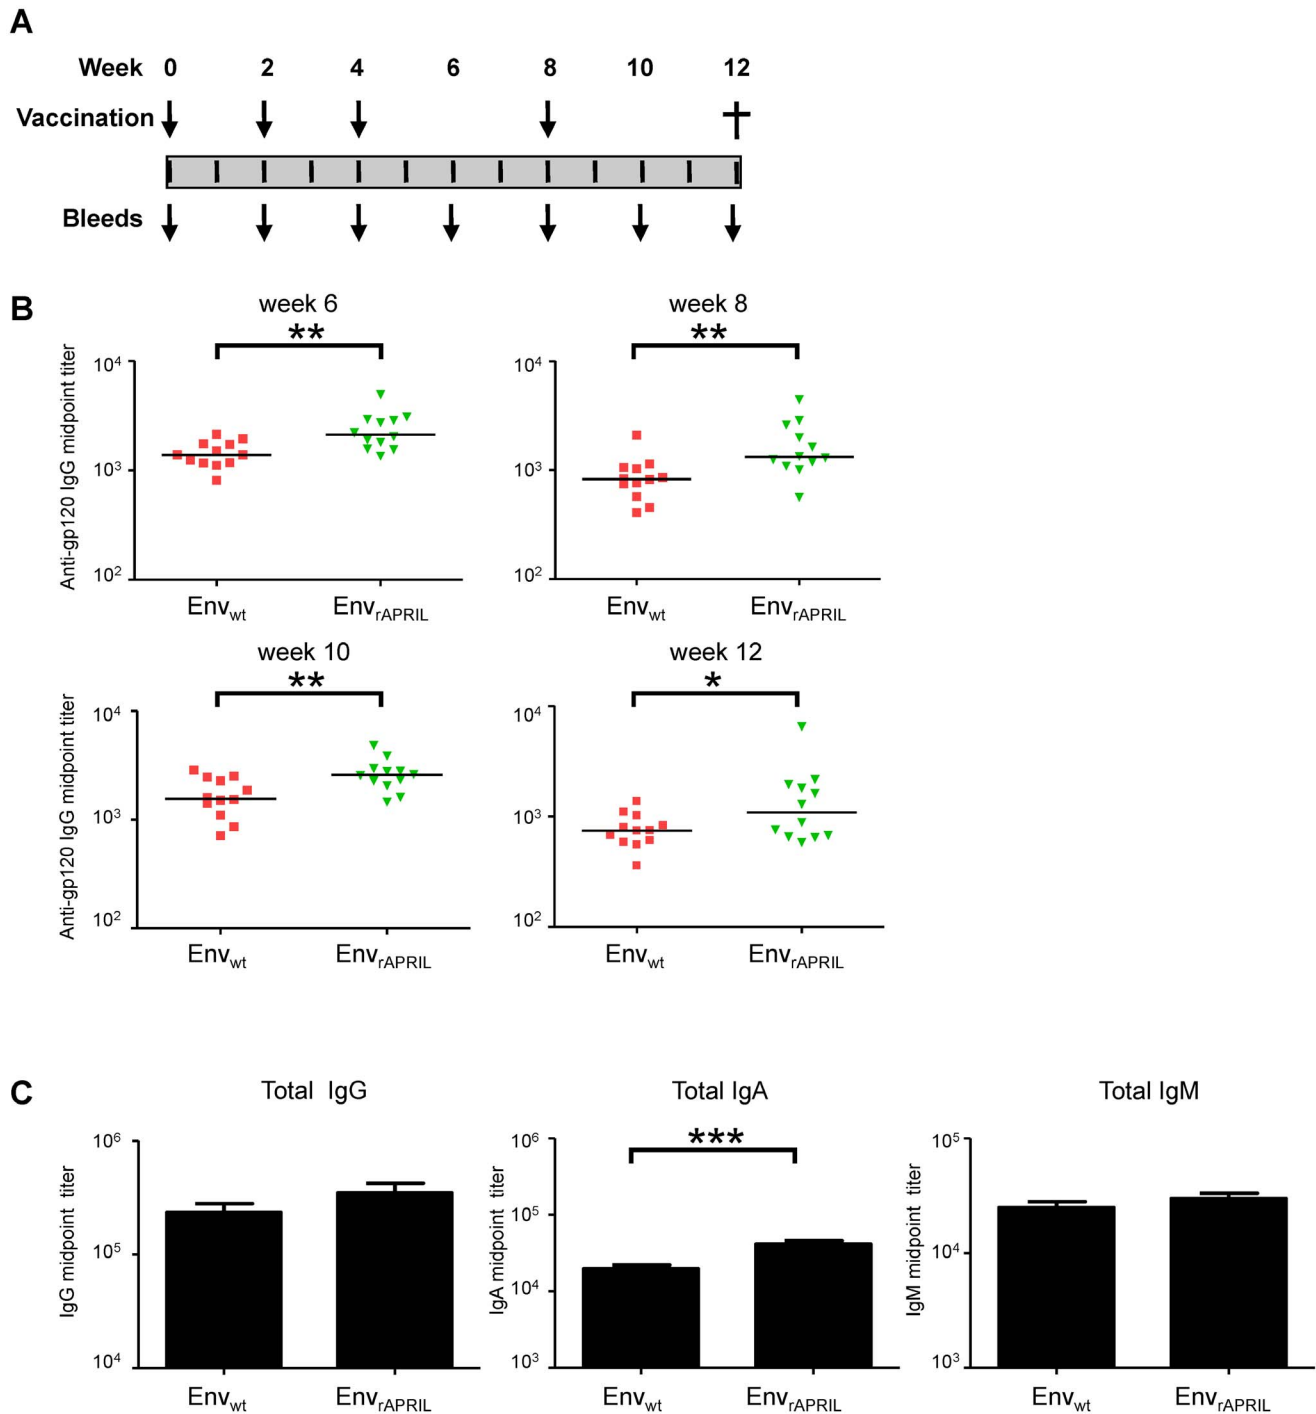 A
Week 0 2 4 6 8 10 12
Vaccination
Bleeds
B
week 6
**
Anti-gp120 IgG midpoint titer
10⁴
10³
10²
Env_wt Env_rAPRIL
week 8
**
10⁴
10³
10²
Env_wt Env_rAPRIL
week 10
**
Anti-gp120 IgG midpoint titer
10⁴
10³
10²
Env_wt Env_rAPRIL
week 12
*
10⁴
10³
10²
Env_wt Env_rAPRIL
C
Total IgG
IgG midpoint titer
10⁶
10⁵
10⁴
Env_wt Env_rAPRIL
Total IgA
***
IgA midpoint titer
10⁶
10⁵
10⁴
10³
Env_wt Env_rAPRIL
Total IgM
IgM midpoint titer
10⁵
10⁴
10³
Env_wt Env_rAPRIL